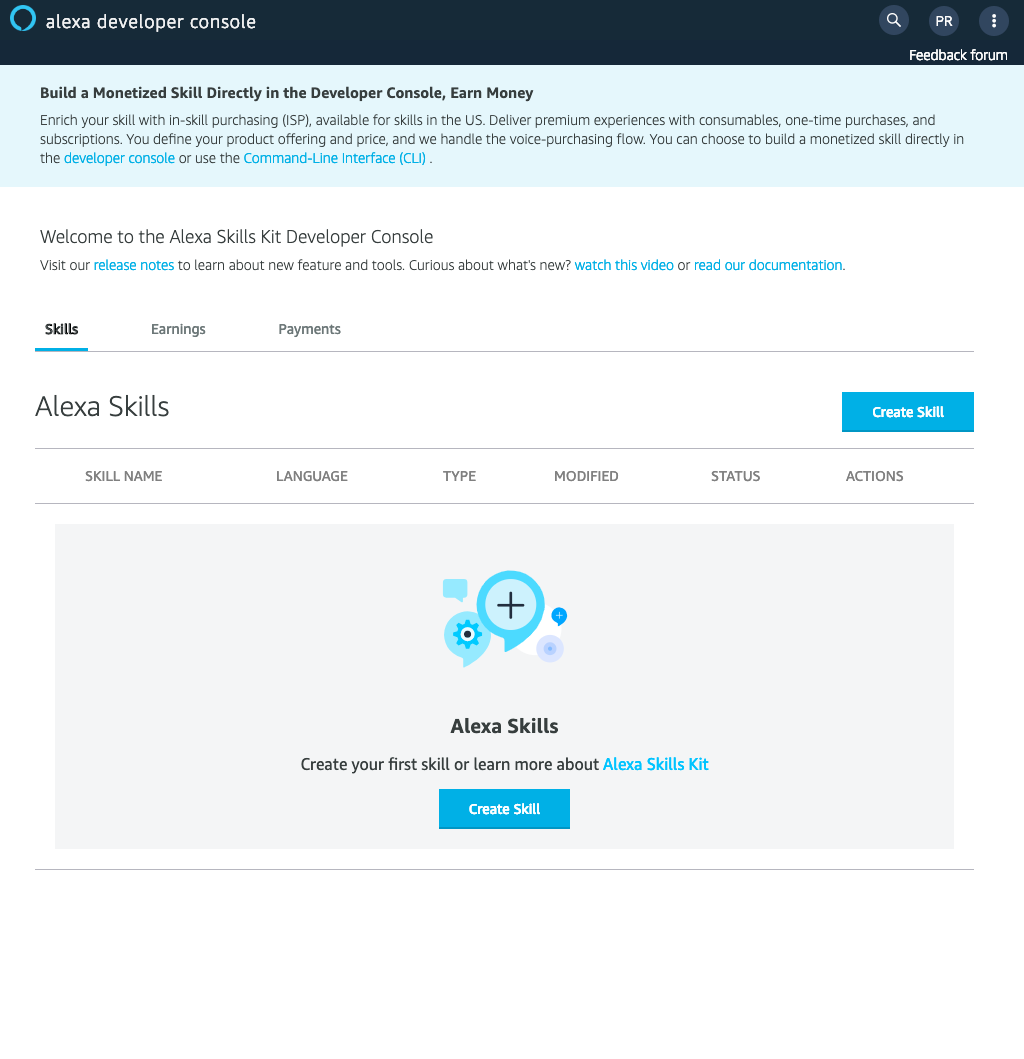 alexa developer console
PR
Feedback forum
Build a Monetized Skill Directly in the Developer Console, Earn Money
Enrich your skill with in-skill purchasing (ISP), available for skills in the US. Deliver premium experiences with consumables, one-time purchases, and
subscriptions. You define your product offering and price, and we handle the voice-purchasing flow. You can choose to build a monetized skill directly in
the developer console or use the Command-Line Interface (CLI) .
Welcome to the Alexa Skills Kit Developer Console
Visit our release notes to learn about new feature and tools. Curious about what's new? watch this video or read our documentation.
Skills Earnings Payments
Alexa Skills
Create Skill
SKILL NAME LANGUAGE TYPE MODIFIED STATUS ACTIONS
Alexa Skills
Create your first skill or learn more about Alexa Skills Kit
Create Skill